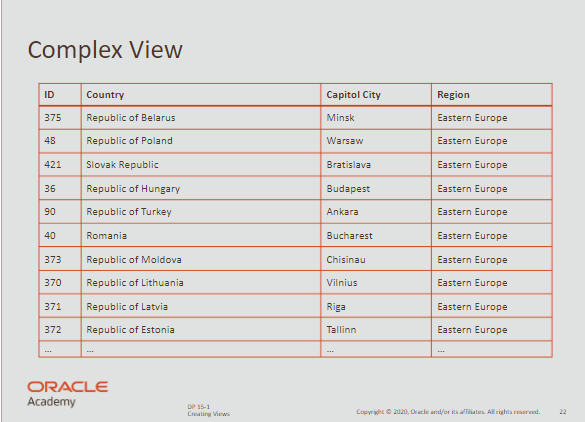 Complex View
ID Country Capitol City Region
375 Republic of Belarus Minsk Eastern Europe
48 Republic of Poland Warsaw Eastern Europe
421 Slovak Republic Bratislava Eastern Europe
36 Republic of Hungary Budapest Eastern Europe
90 Republic of Turkey Ankara Eastern Europe
40 Romania Bucharest Eastern Europe
373 Republic of Moldova Chisinau Eastern Europe
370 Republic of Lithuania Vilnius Eastern Europe
371 Republic of Latvia Riga Eastern Europe
372 Republic of Estonia Tallinn Eastern Europe
... ... ... ...
ORACLE
Academy
DP 15-1
Creating Views
Copyright © 2020, Oracle and/or its affiliates. All rights reserved. 22